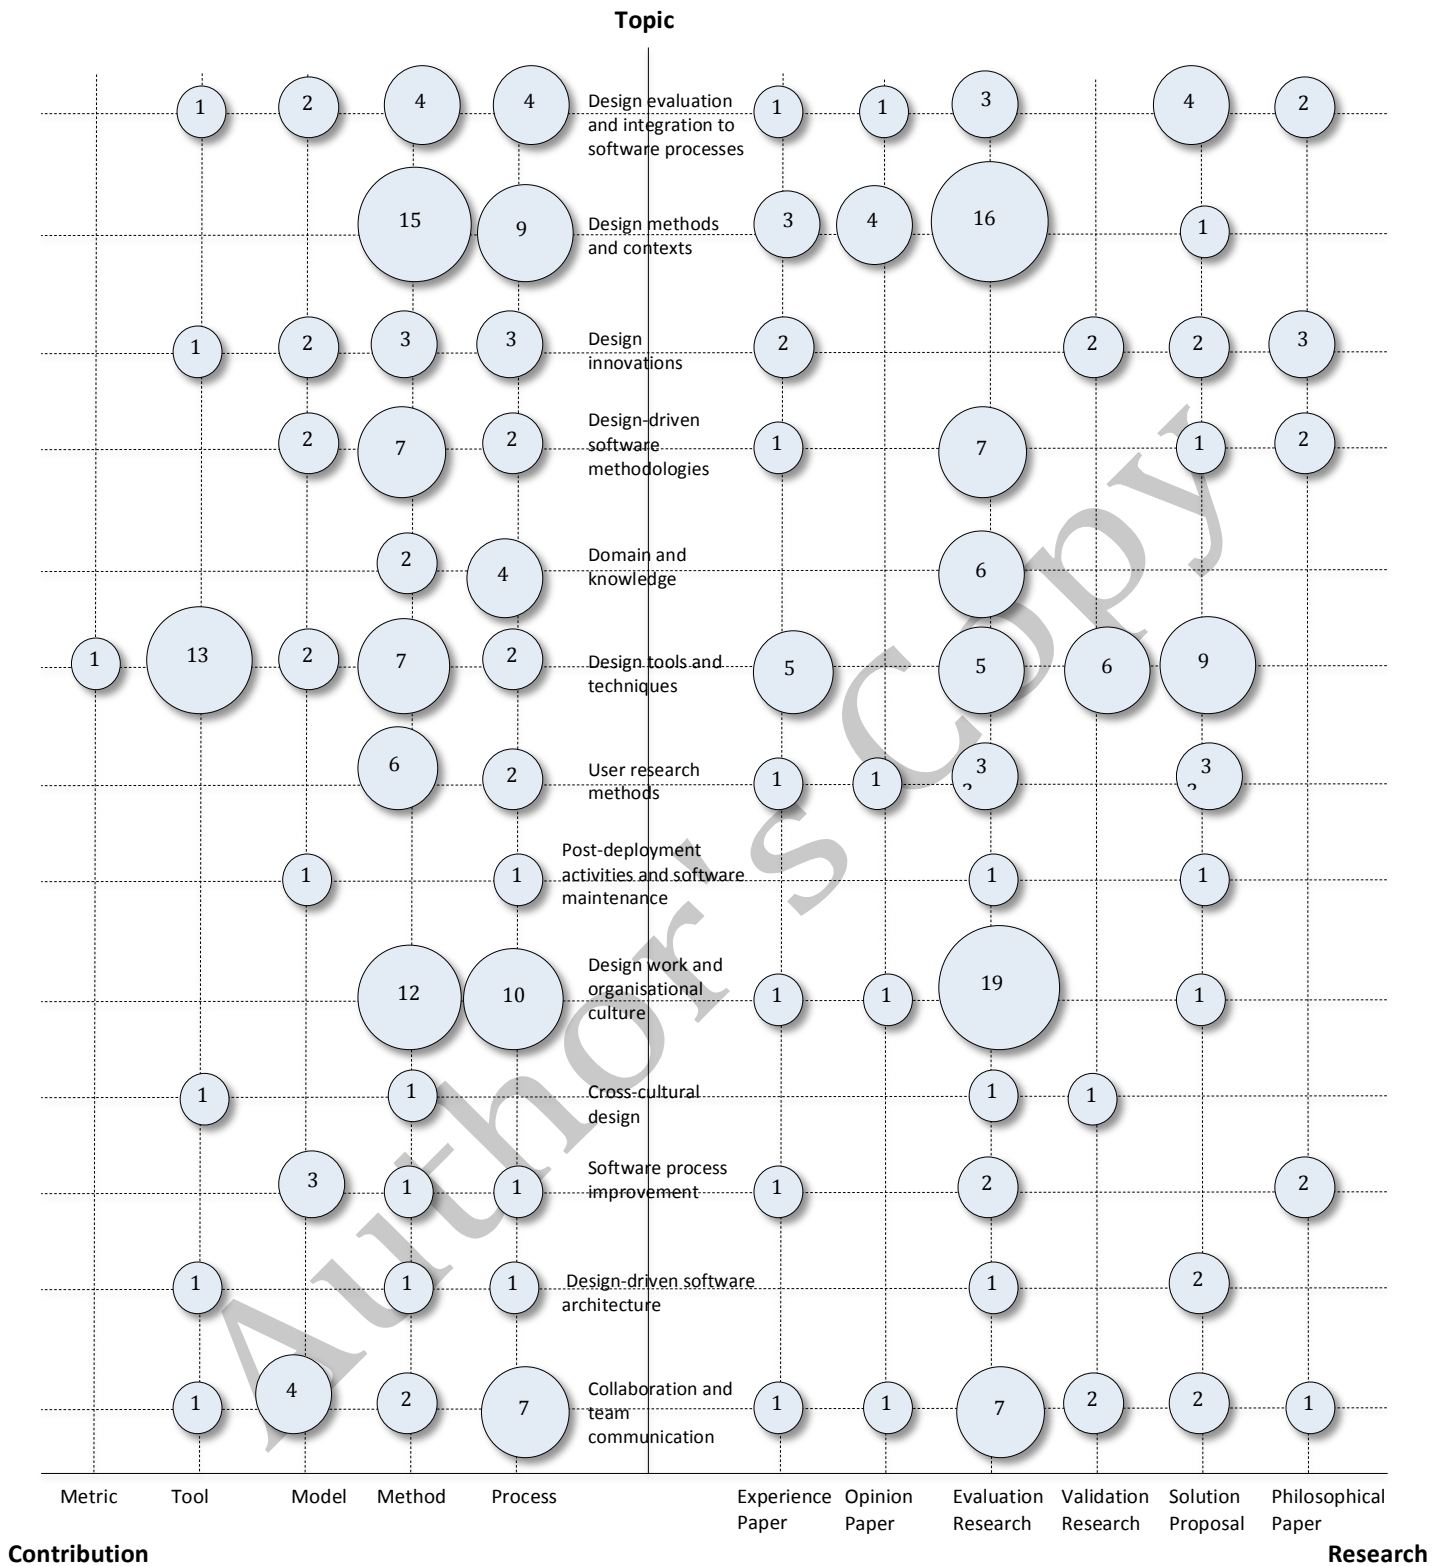 Topic
1 2 4 4 Design evaluation 1 1 3 4 2
and integration to
software processes
15 9 Design methods 3 4 16 1
and contexts
1 2 3 3 Design 2 2 2 3
innovations
Design-driven
2 7 2 software 1 7 1 2
methodologies
2 4 Domain and 6
knowledge
1 13 2 7 2 Design tools and 5 5 6 9
techniques
6 2 User research 1 1 3 3
methods
Post-deployment
1 1 activities and software 1 1
maintenance
Design work and
12 10 organisational 1 1 19 1
culture
1 1 Cross-cultural 1 1
design
Software process
3 1 1 improvement 1 2 2
1 1 1 Design-driven software 1 2
architecture
1 4 2 7 Collaboration and 1 1 7 2 2 1
team
communication
Metric Tool Model Method Process Experience Opinion Evaluation Validation Solution Philosophical
Paper Paper Research Research Proposal Paper
Contribution Research
Author's Copy